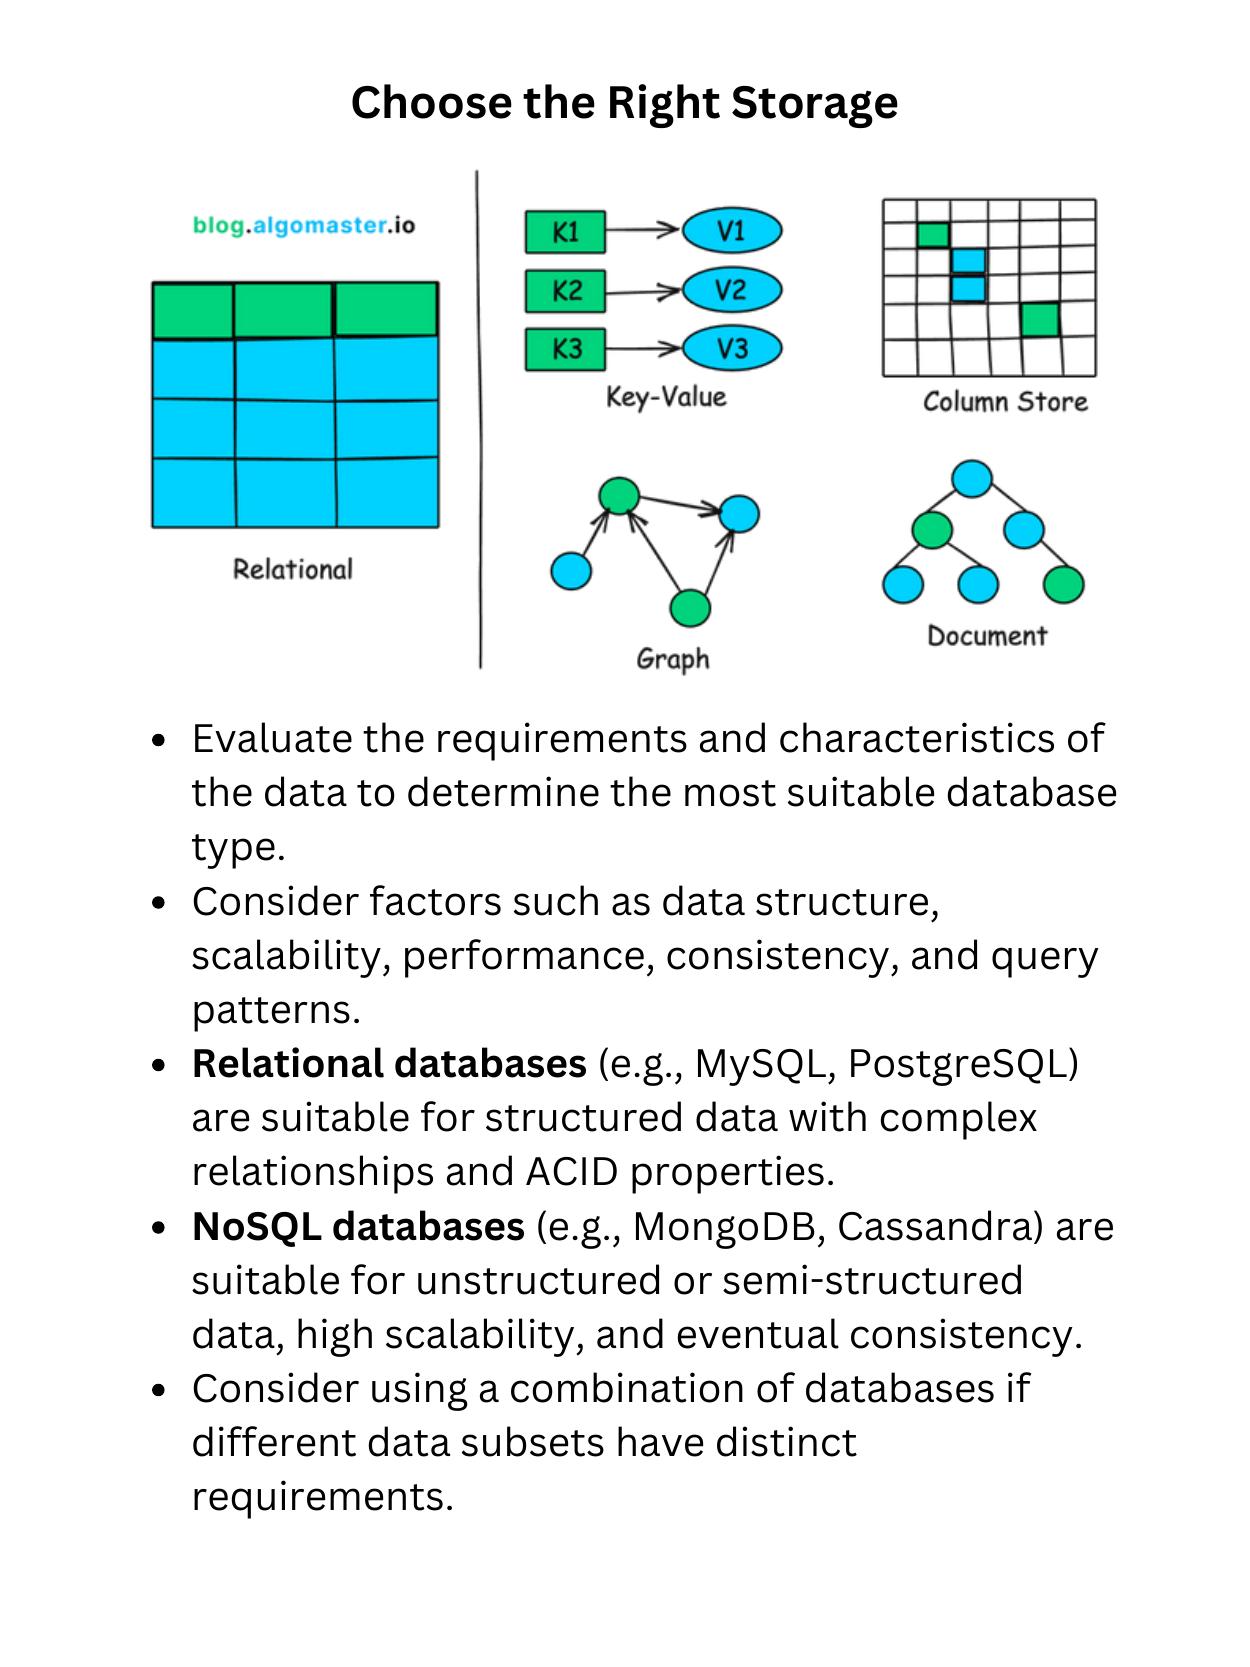 Choose the Right Storage
blog.algomaster.io
Relational
K1
V1
K2
V2
K3
V3
Key-Value
Column Store
Graph
Document
• Evaluate the requirements and characteristics of
the data to determine the most suitable database
type.
• Consider factors such as data structure,
scalability, performance, consistency, and query
patterns.
• Relational databases (e.g., MySQL, PostgreSQL)
are suitable for structured data with complex
relationships and ACID properties.
• NoSQL databases (e.g., MongoDB, Cassandra) are
suitable for unstructured or semi-structured
data, high scalability, and eventual consistency.
• Consider using a combination of databases if
different data subsets have distinct
requirements.